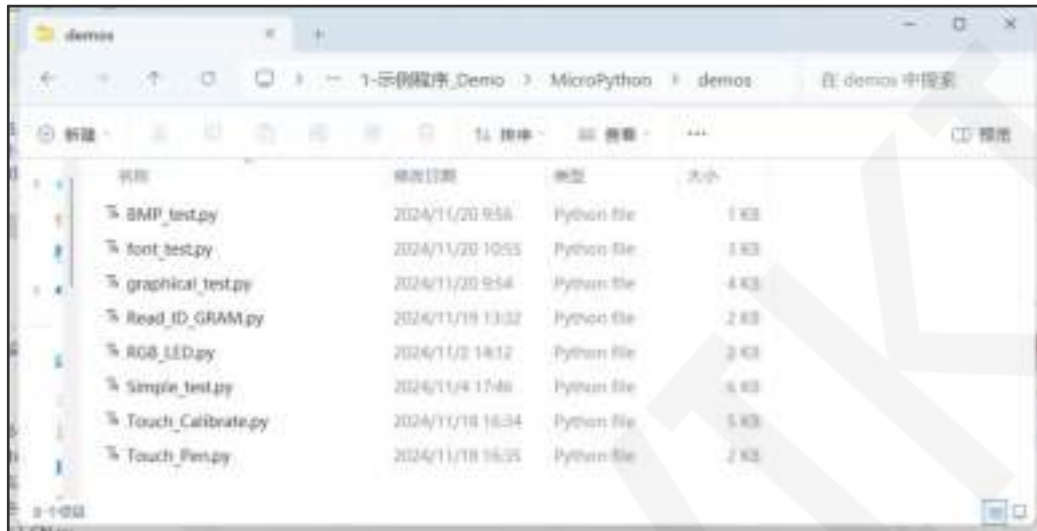 demos
1-示例程序_Demo > MicroPython > demos 在 demos 中搜索
新建 排序 查看 ... 预览
名称 修改日期 类型 大小
BMP_test.py 2024/11/20 9:56 Python file 1 KB
font_test.py 2024/11/20 10:55 Python file 3 KB
graphical_test.py 2024/11/20 9:54 Python file 4 KB
Read_ID_GRAM.py 2024/11/19 13:32 Python file 2 KB
RGB_LED.py 2024/11/2 14:12 Python file 2 KB
Simple_test.py 2024/11/4 17:46 Python file 6 KB
Touch_Calibrate.py 2024/11/18 16:34 Python file 5 KB
Touch_Pen.py 2024/11/18 16:35 Python file 2 KB
8 个项目